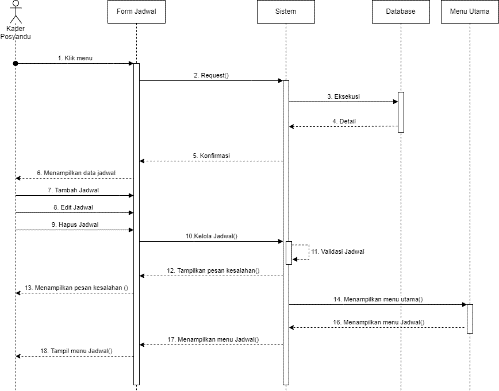 Form Jadwal
Sistem
Database
Menu Utama
Kader
Posyandu
1. Klik menu
2. Request()
3. Eksekusi
4. Detail
5. Konfirmasi
6. Menampilkan data jadwal
7. Tambah Jadwal
8. Edit Jadwal
9. Hapus Jadwal
10.Kelola Jadwal()
11. Validasi Jadwal
12. Tampilkan pesan kesalahan()
13. Menampilkan pesan kesalahan ()
14. Menampilkan menu utama()
16. Menampilkan menu Jadwal()
17. Menampilkan menu Jadwal()
18. Tampil menu Jadwal()